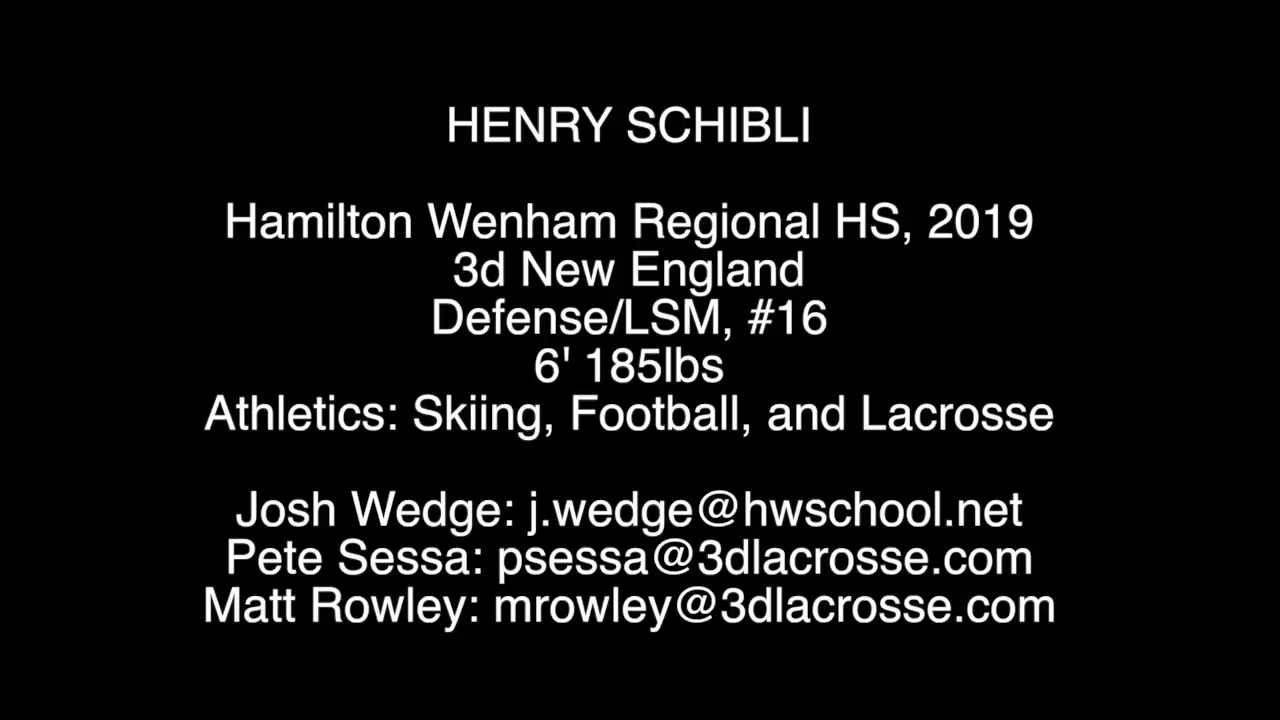 HENRY SCHIBLI
Hamilton Wenham Regional HS, 2019
3d New England
Defense/LSM, #16
6' 185lbs
Athletics: Skiing, Football, and Lacrosse
Josh Wedge: j.wedge@hwschool.net
Pete Sessa: psessa@3dlacrosse.com
Matt Rowley: mrowley@3dlacrosse.com